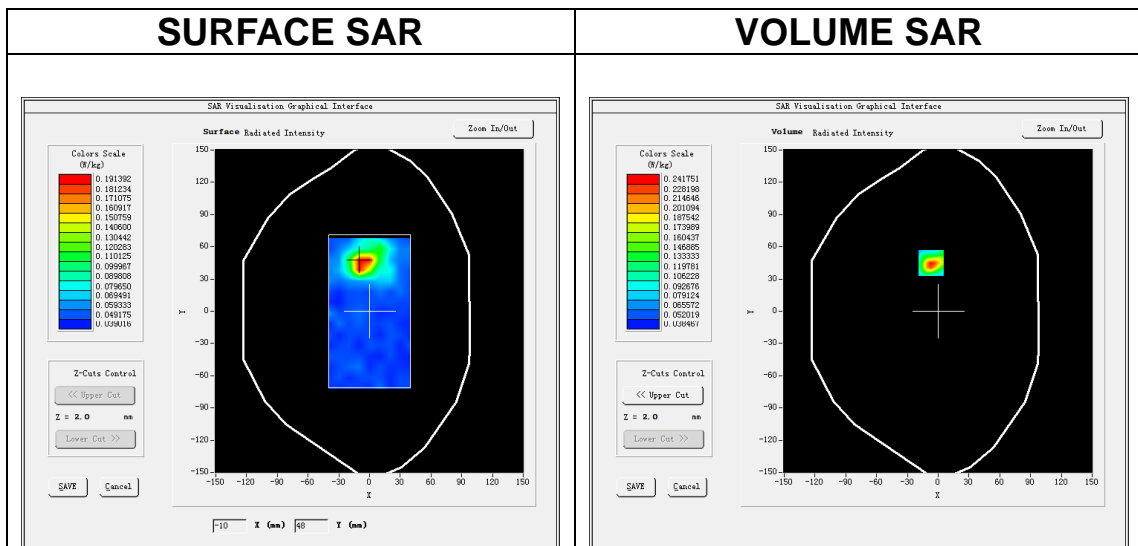 SURFACE SAR
VOLUME SAR
SAR Visualisation Graphical Interface
Surface Radiated Intensity
Zoom In/Out
Colors Scale
(W/kg)
0.191392
0.181234
0.171075
0.160917
0.150759
0.140600
0.130442
0.120283
0.110125
0.099967
0.089808
0.079650
0.069491
0.059333
0.049175
0.039016
Z-Cuts Control
<< Upper Cut
Z = 2.0 mm
Lower Cut >>
SAVE
Cancel
150
120
90
60
30
0
-30
-60
-90
-120
-150
Y
-150 -120 -90 -60 -30 0 30 60 90 120 150
X
-10 X (mm) 48 Y (mm)
SAR Visualisation Graphical Interface
Volume Radiated Intensity
Zoom In/Out
Colors Scale
(W/kg)
0.241751
0.228198
0.214646
0.201094
0.187542
0.173989
0.160437
0.146885
0.133333
0.119781
0.106228
0.092676
0.079124
0.065572
0.052019
0.038467
Z-Cuts Control
<< Upper Cut
Z = 2.0 mm
Lower Cut >>
SAVE
Cancel
150
120
90
60
30
0
-30
-60
-90
-120
-150
Y
-150 -120 -90 -60 -30 0 30 60 90 120 150
X